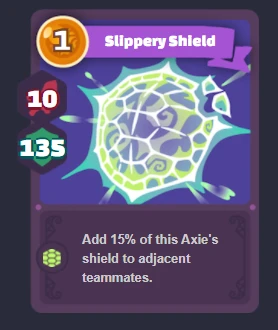 1
Slippery Shield
10
135
Add 15% of this Axie's
shield to adjacent
teammates.